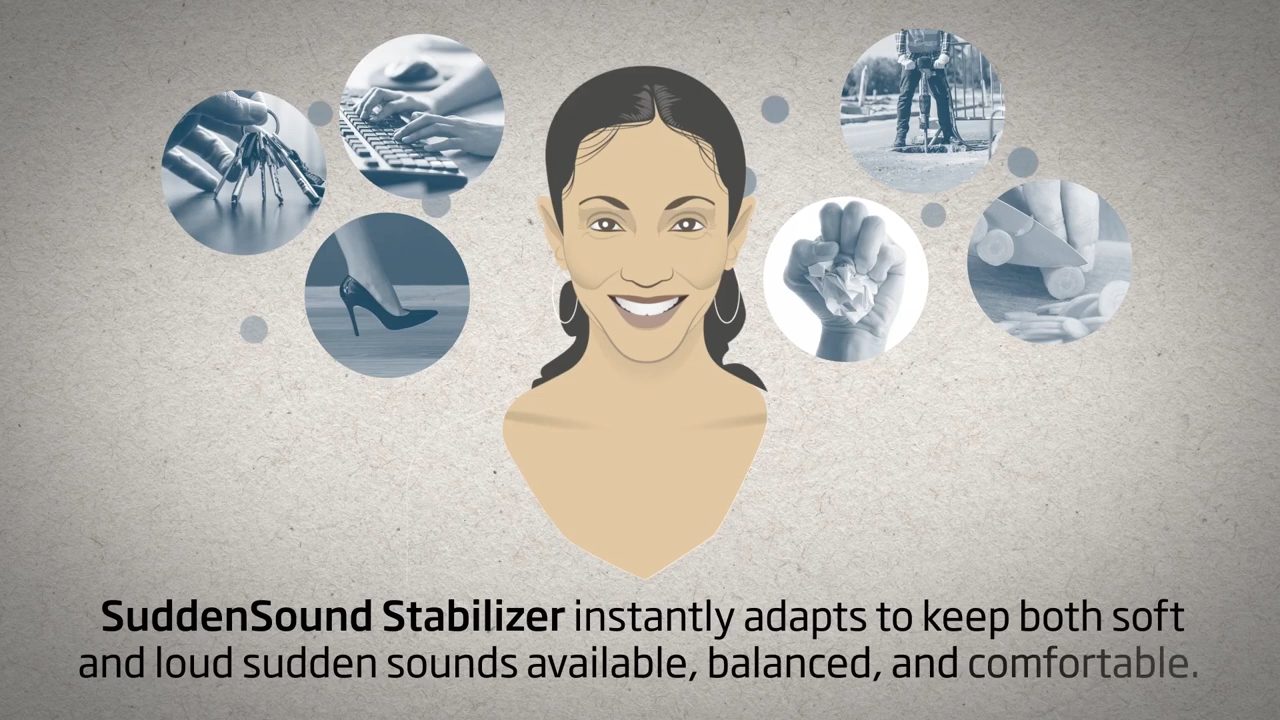 SuddenSound Stabilizer instantly adapts to keep both soft
and loud sudden sounds available, balanced, and comfortable.